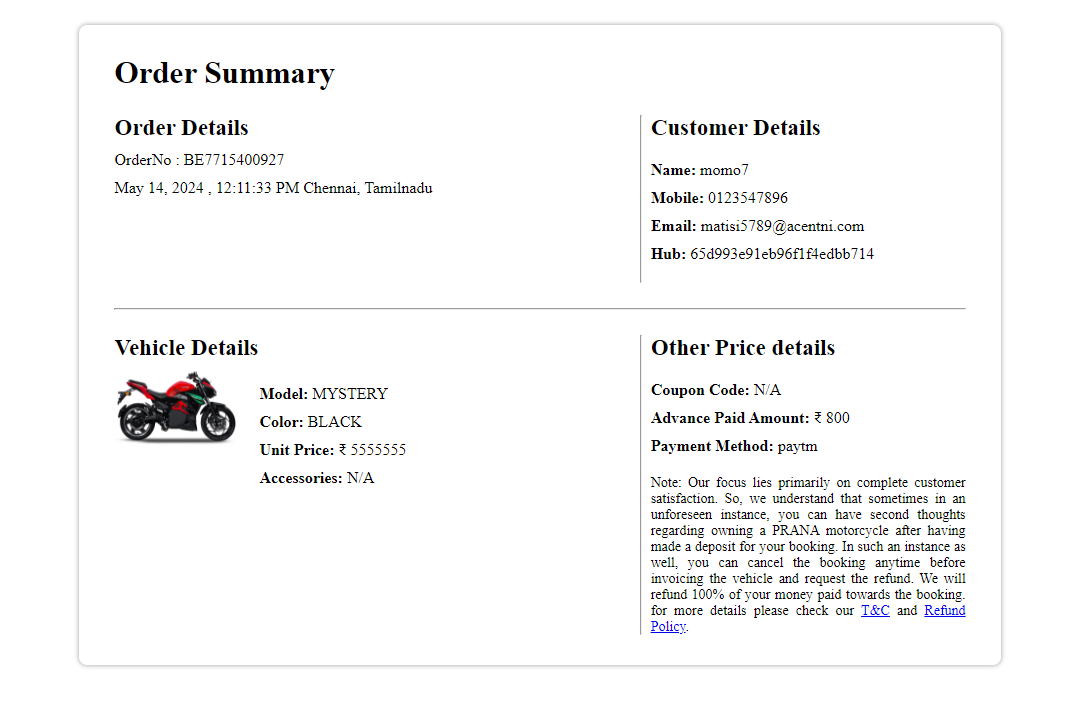 Order Summary
Order Details
OrderNo : BE7715400927
May 14, 2024 , 12:11:33 PM Chennai, Tamilnadu
Customer Details
Name: momo7
Mobile: 0123547896
Email: matisi5789@acentni.com
Hub: 65d993e91eb96f1f4edbb714
Vehicle Details
Model: MYSTERY
Color: BLACK
Unit Price: ₹ 5555555
Accessories: N/A
Other Price details
Coupon Code: N/A
Advance Paid Amount: ₹ 800
Payment Method: paytm
Note: Our focus lies primarily on complete customer
satisfaction. So, we understand that sometimes in an
unforeseen instance, you can have second thoughts
regarding owning a PRANA motorcycle after having
made a deposit for your booking. In such an instance as
well, you can cancel the booking anytime before
invoicing the vehicle and request the refund. We will
refund 100% of your money paid towards the booking.
for more details please check our T&C and Refund
Policy.